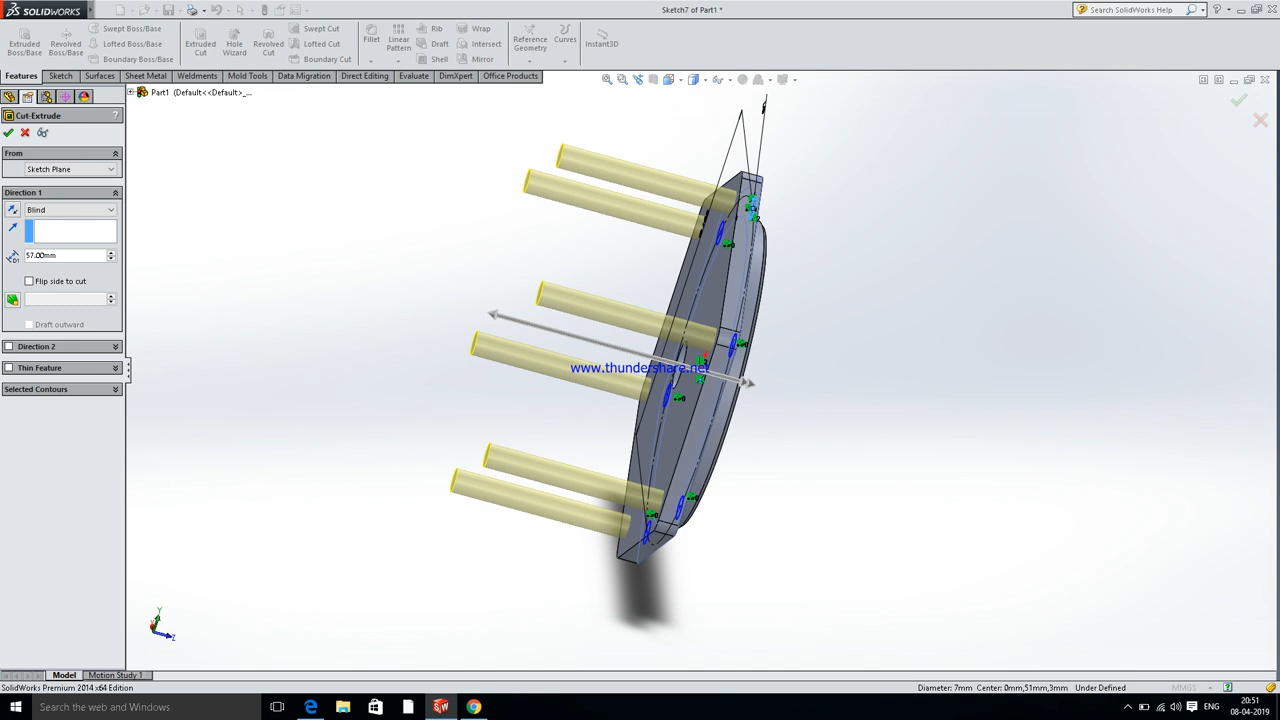 SOLIDWORKS
Sketch7 of Part1 *
Search SolidWorks Help
Extruded Boss/Base
Revolved Boss/Base
Swept Boss/Base
Lofted Boss/Base
Boundary Boss/Base
Extruded Cut
Hole Wizard
Revolved Cut
Swept Cut
Lofted Cut
Boundary Cut
Fillet
Linear Pattern
Rib
Draft
Shell
Wrap
Intersect
Mirror
Reference Geometry
Curves
Instant3D
Features Sketch Surfaces Sheet Metal Weldments Mold Tools Data Migration Direct Editing Evaluate DimXpert Office Products
Part1 (Default<<Default>_...
Cut-Extrude
?
From
Sketch Plane
Direction 1
Blind
57.00mm
Flip side to cut
Draft outward
Direction 2
Thin Feature
Selected Contours
www.thundershare.net
Y
Z
Model Motion Study 1
SolidWorks Premium 2014 x64 Edition
Diameter: 7mm Center: 0mm,51mm,3mm Under Defined MMGS
Search the web and Windows
ENG
20:51
08-04-2019